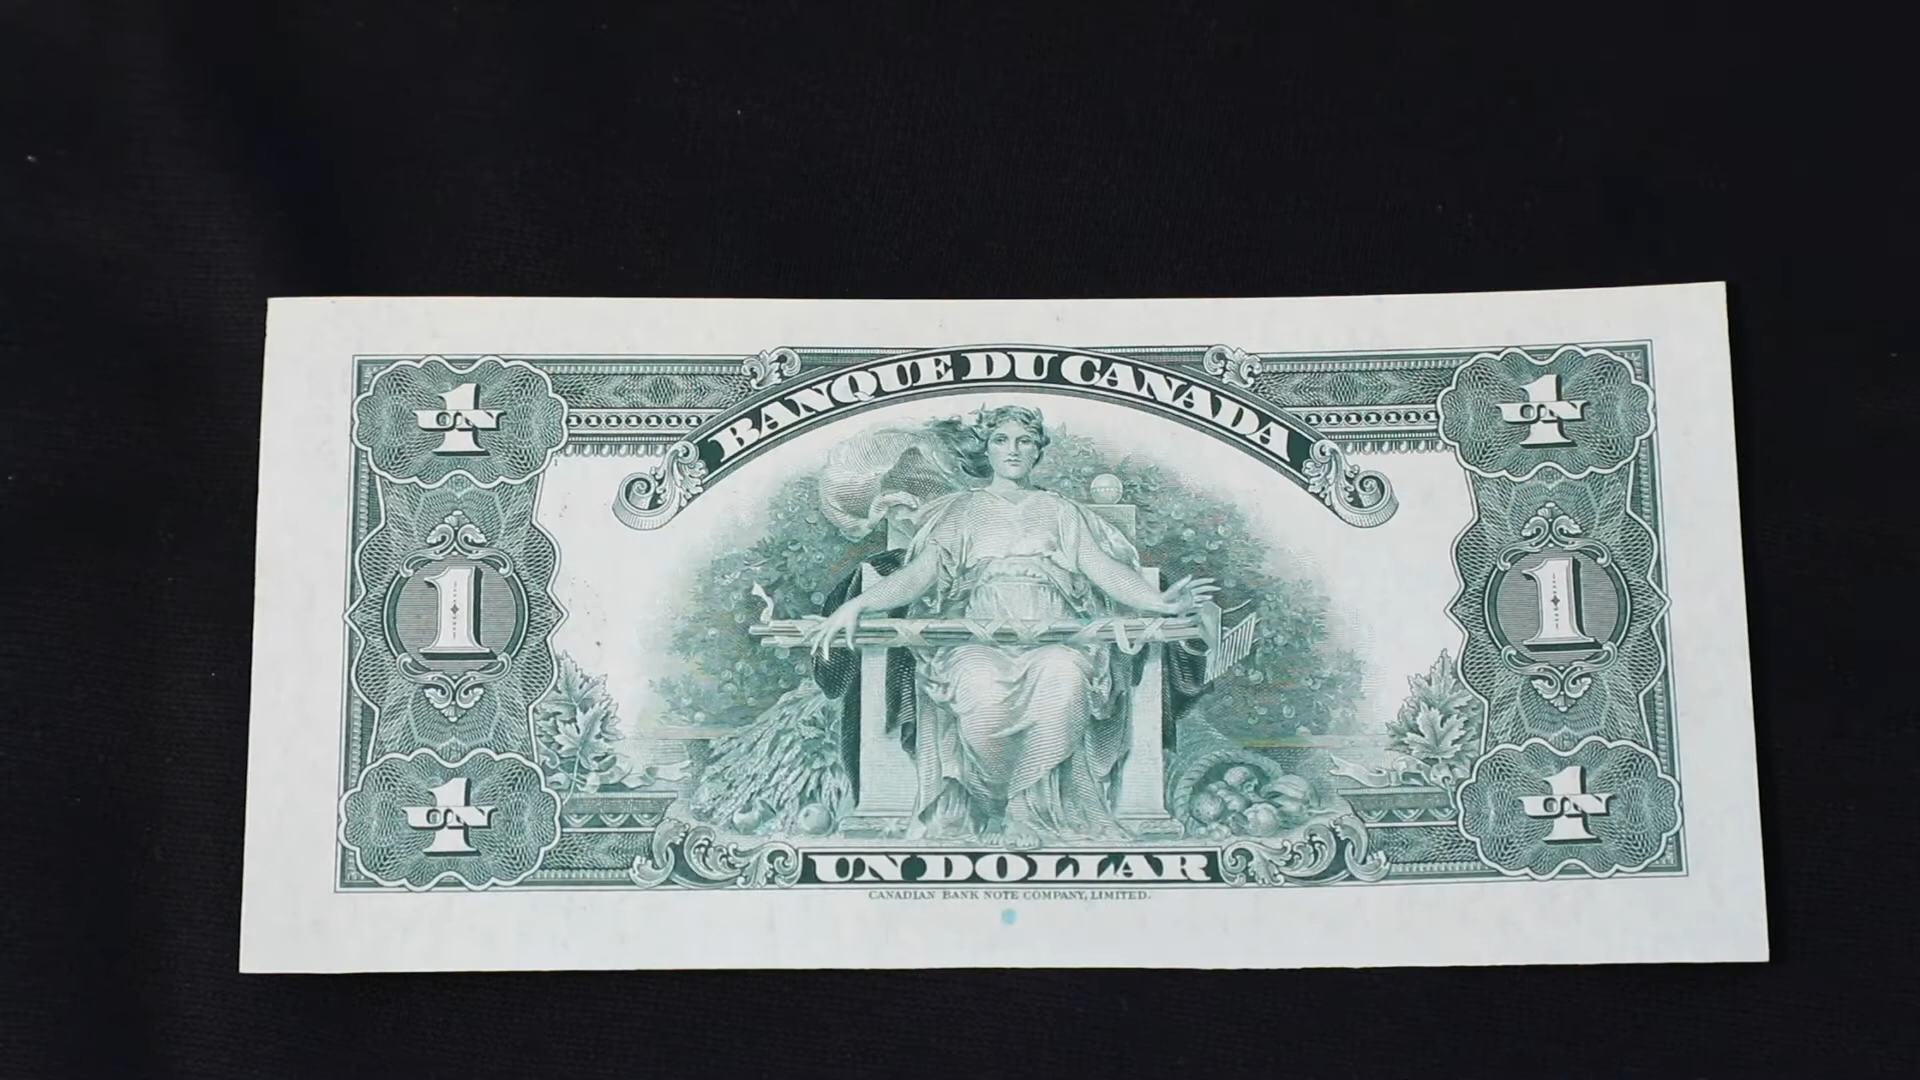 BANQUE DU CANADA
1 UN
1 UN
1
1
1 UN
1 UN
UN DOLLAR
CANADIAN BANK NOTE COMPANY, LIMITED.